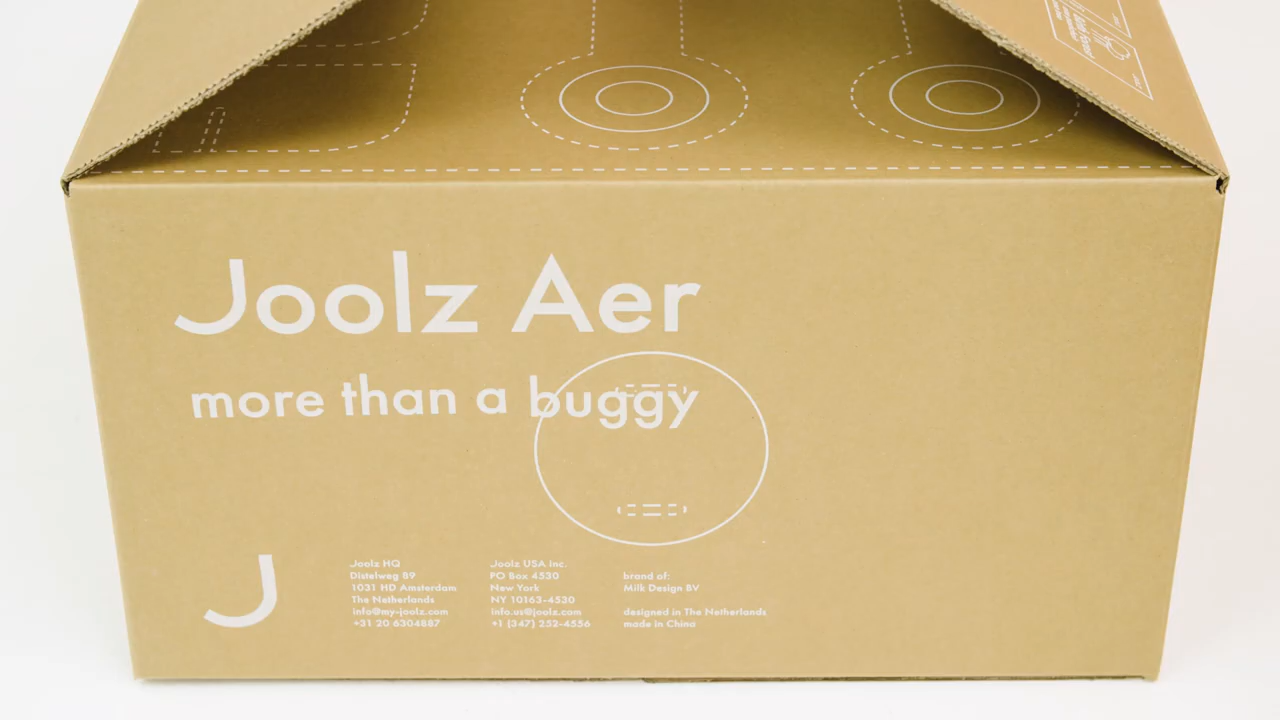 Joolz Aer
more than a buggy
J
Joolz HQ
Distelweg 89
1031 HD Amsterdam
The Netherlands
info@my-joolz.com
+31 20 6304887
Joolz USA Inc.
PO Box 4530
New York
NY 10163-4530
info.us@joolz.com
+1 (347) 252-4556
brand of:
Milk Design BV
designed in The Netherlands
made in China